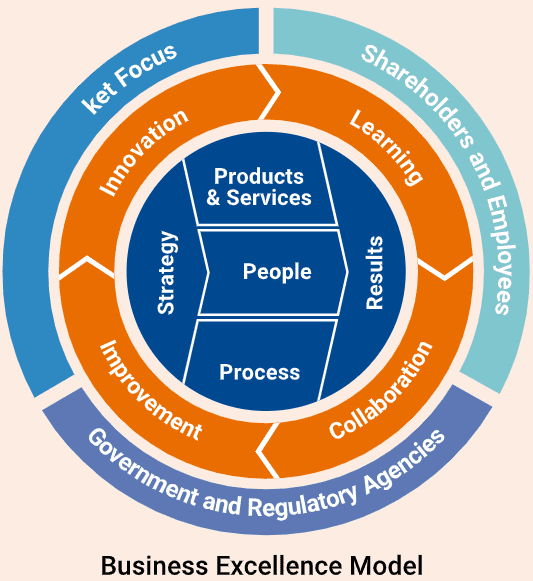 ket Focus
Shareholders and Employees
Innovation
Learning
Products
& Services
Strategy
People
Results
Process
Improvement
Collaboration
Government and Regulatory Agencies
Business Excellence Model